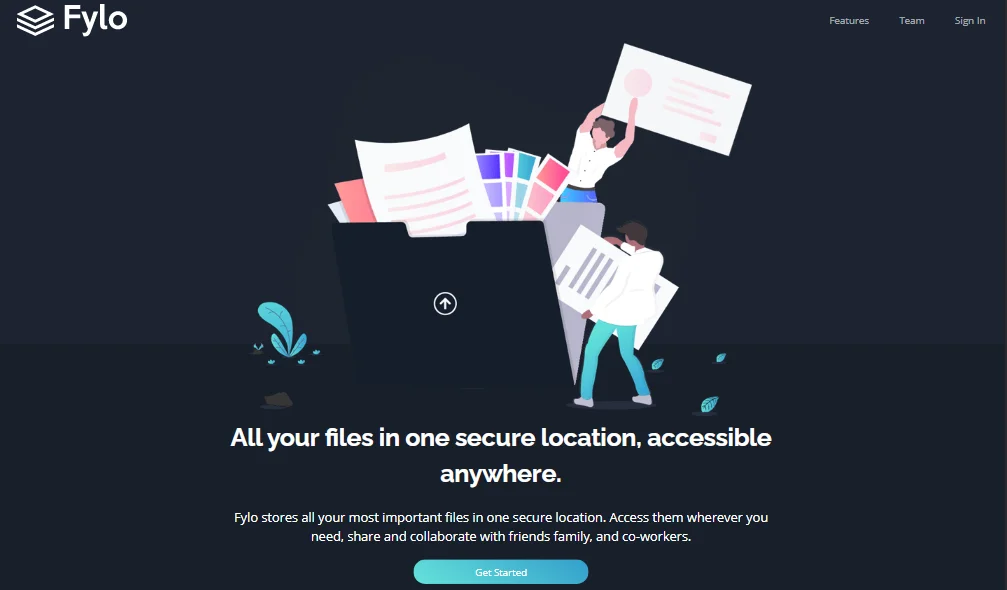 Fylo
Features
Team
Sign In
All your files in one secure location, accessible
anywhere.
Fylo stores all your most important files in one secure location. Access them wherever you
need, share and collaborate with friends family, and co-workers.
Get Started